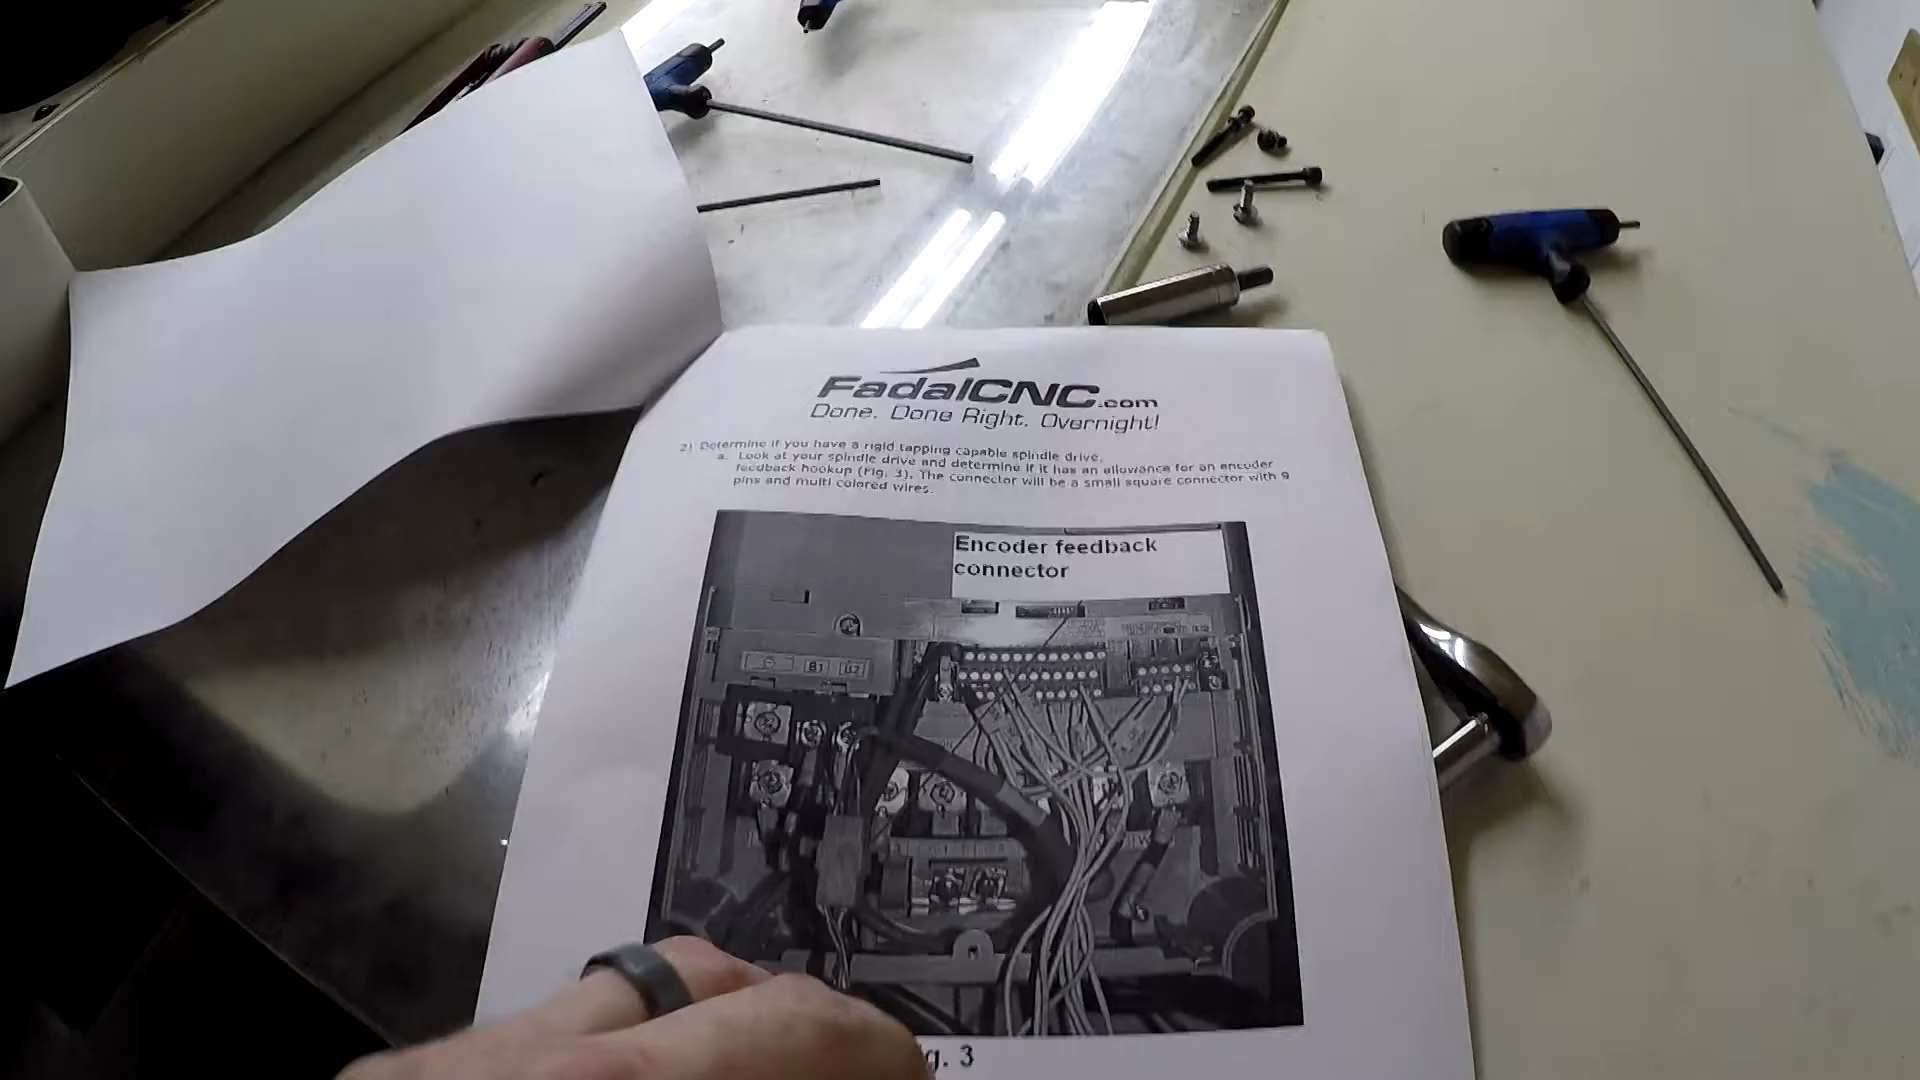 FadalCNC.com
Done. Done Right. Overnight!
2) Determine if you have a rigid tapping capable spindle drive.
a. Look at your spindle drive and determine if it has an allowance for an encoder
feedback hookup (Fig. 3). The connector will be a small square connector with 9
pins and multi colored wires.
Encoder feedback
connector
B1 B2
g. 3